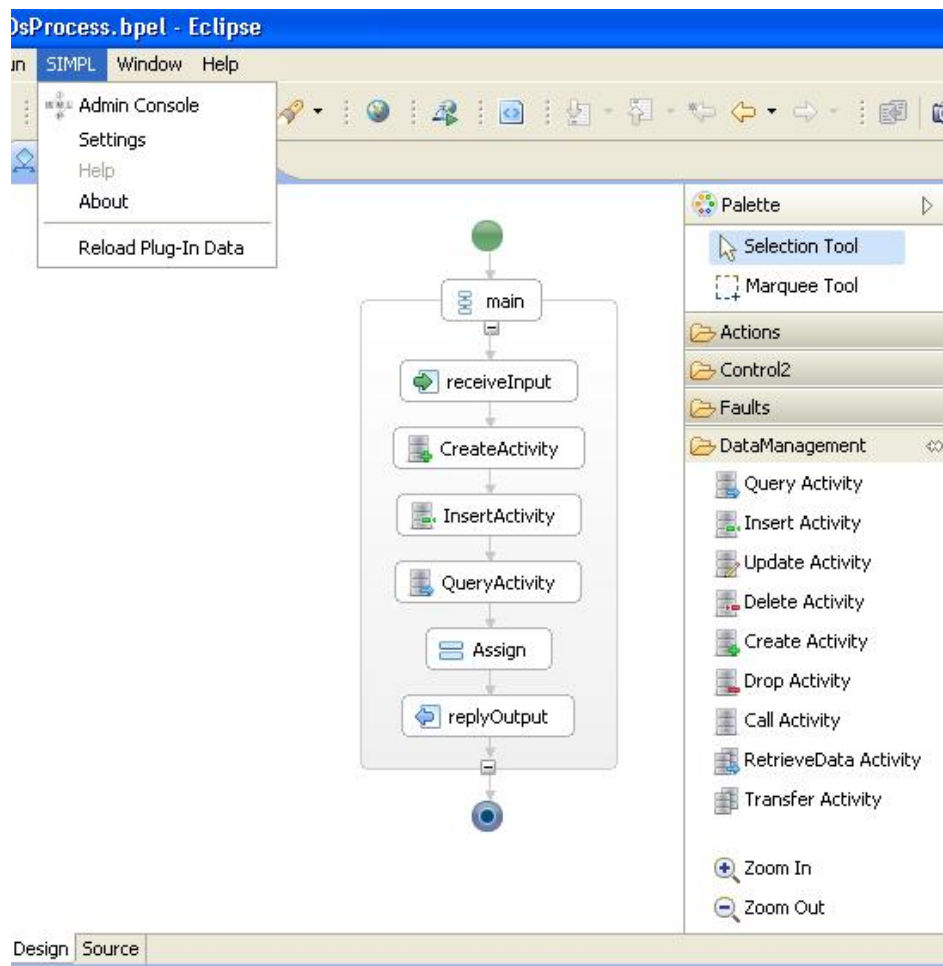 OsProcess.bpel - Eclipse
un SIMPL Window Help
Admin Console
Settings
Help
About
Reload Plug-In Data
main
receiveInput
CreateActivity
InsertActivity
QueryActivity
Assign
replyOutput
Palette
Selection Tool
Marquee Tool
Actions
Control2
Faults
DataManagement
Query Activity
Insert Activity
Update Activity
Delete Activity
Create Activity
Drop Activity
Call Activity
RetrieveData Activity
Transfer Activity
Zoom In
Zoom Out
Design Source